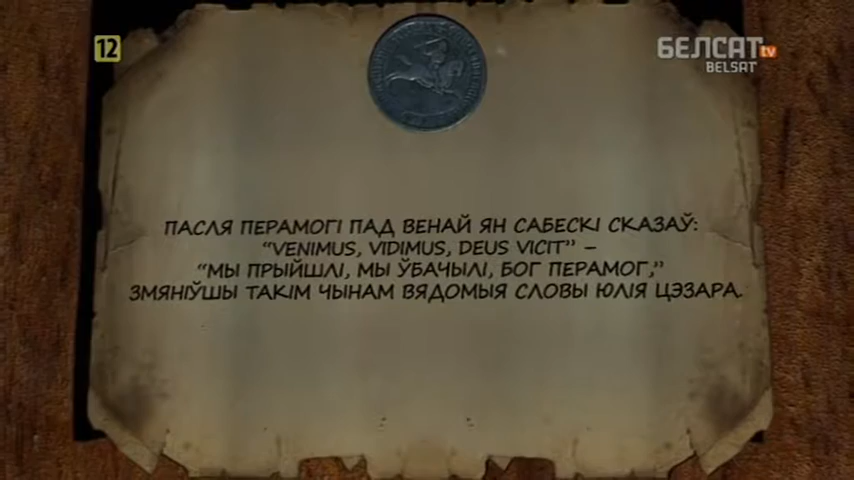 12
БЕЛСАТ tv
BELSAT
ПАСЛЯ ПЕРАМОГІ ПАД ВЕНАЙ ЯН САБЕСКІ СКАЗАЎ:
“VENIMUS, VIDIMUS, DEUS VICIT” –
“МЫ ПРЫЙШЛІ, МЫ ЎБАЧЫЛІ, БОГ ПЕРАМОГ,”
ЗМЯНІЎШЫ ТАКІМ ЧЫНАМ ВЯДОМЫЯ СЛОВЫ ЮЛІЯ ЦЭЗАРА.